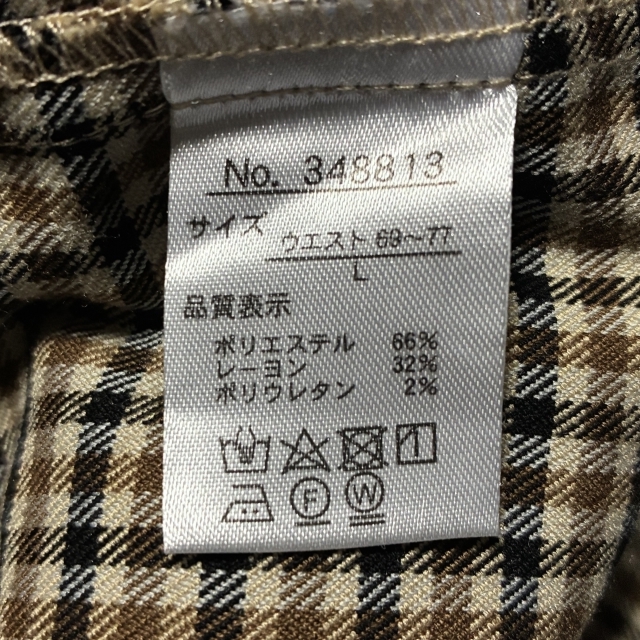 No. 348813
サイズ
ウエスト 69～77
L
品質表示
ポリエステル 66%
レーヨン 32%
ポリウレタン 2%
F W